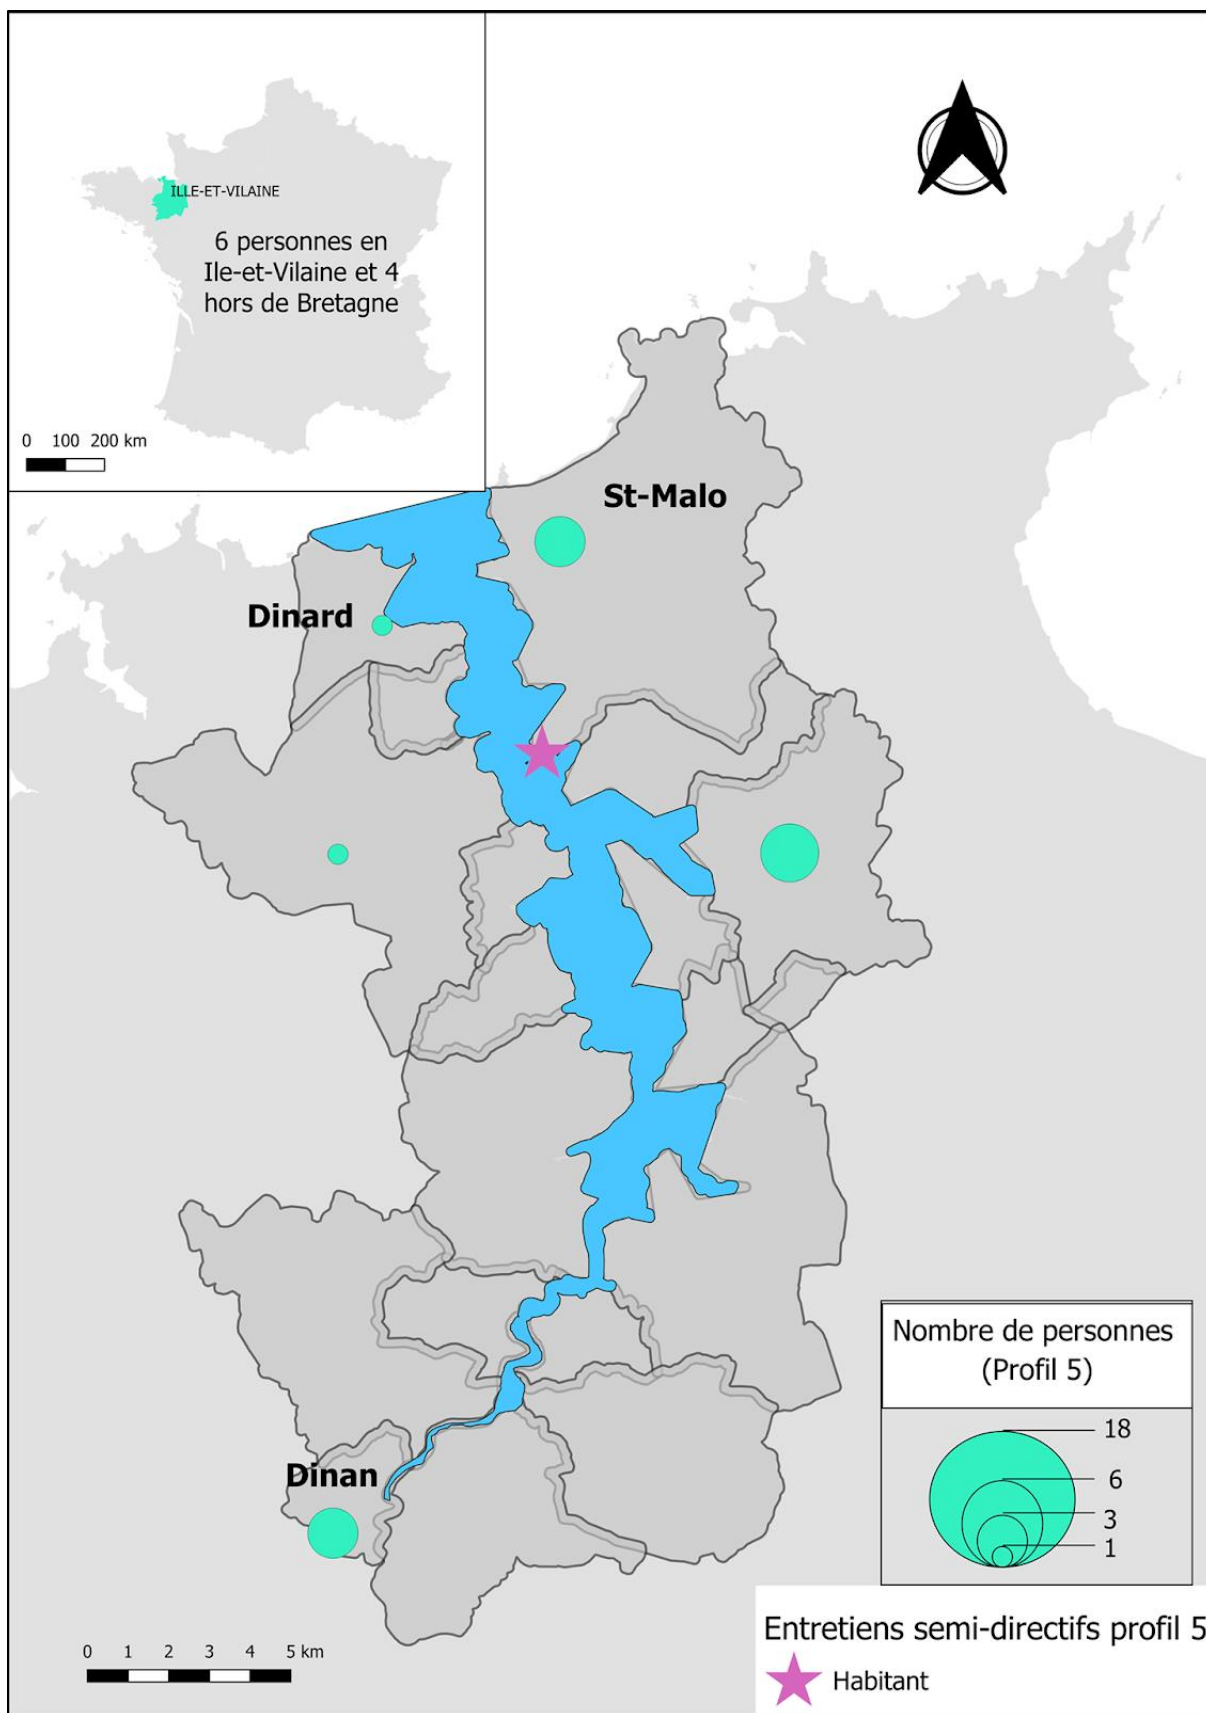 ILLE-ET-VILAINE
6 personnes en
Ile-et-Vilaine et 4
hors de Bretagne
0 100 200 km
St-Malo
Dinard
Dinan
Nombre de personnes
(Profil 5)
18
6
3
1
0 1 2 3 4 5 km
Entretiens semi-directifs profil 5
Habitant